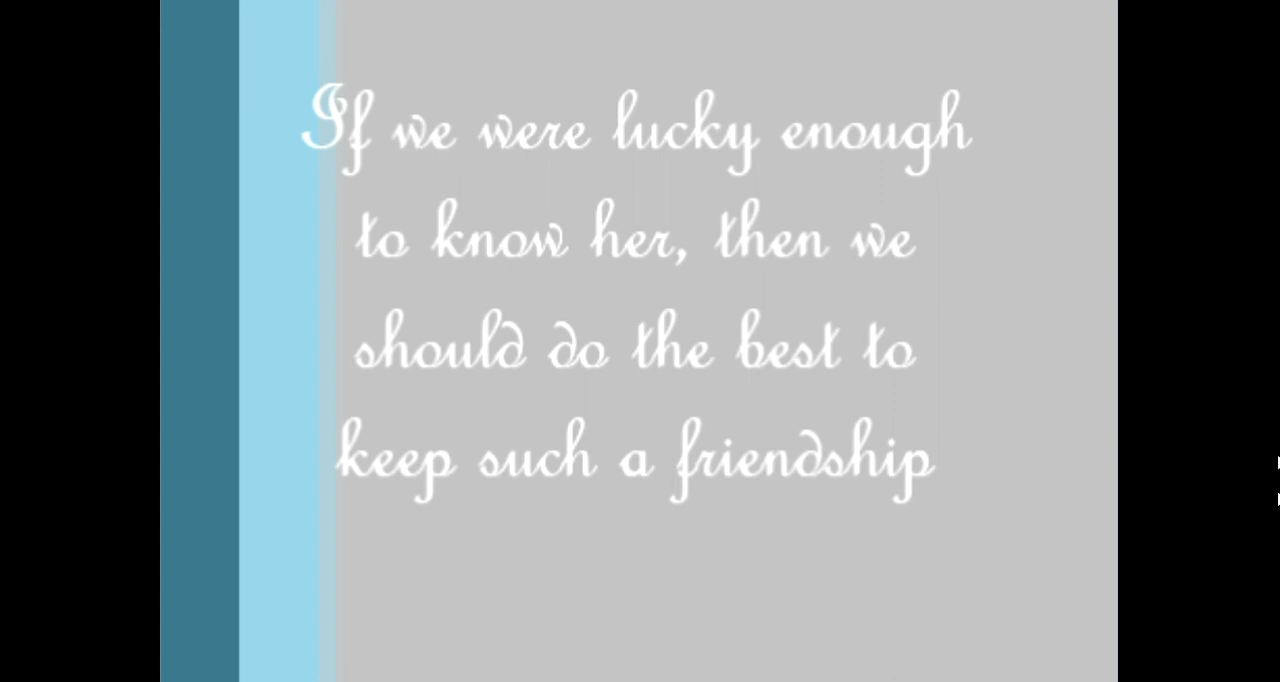 If we were lucky enough
to know her, then we
should do the best to
keep such a friendship